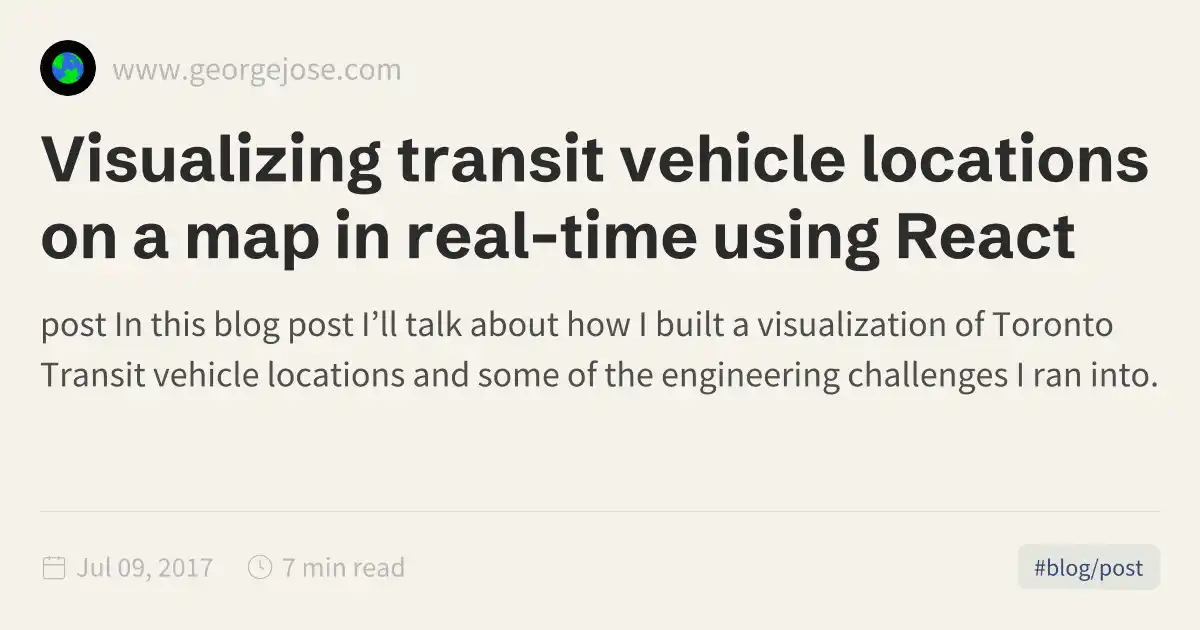 www.georgejose.com
Visualizing transit vehicle locations
on a map in real-time using React
post In this blog post I’ll talk about how I built a visualization of Toronto
Transit vehicle locations and some of the engineering challenges I ran into.
Jul 09, 2017 7 min read #blog/post